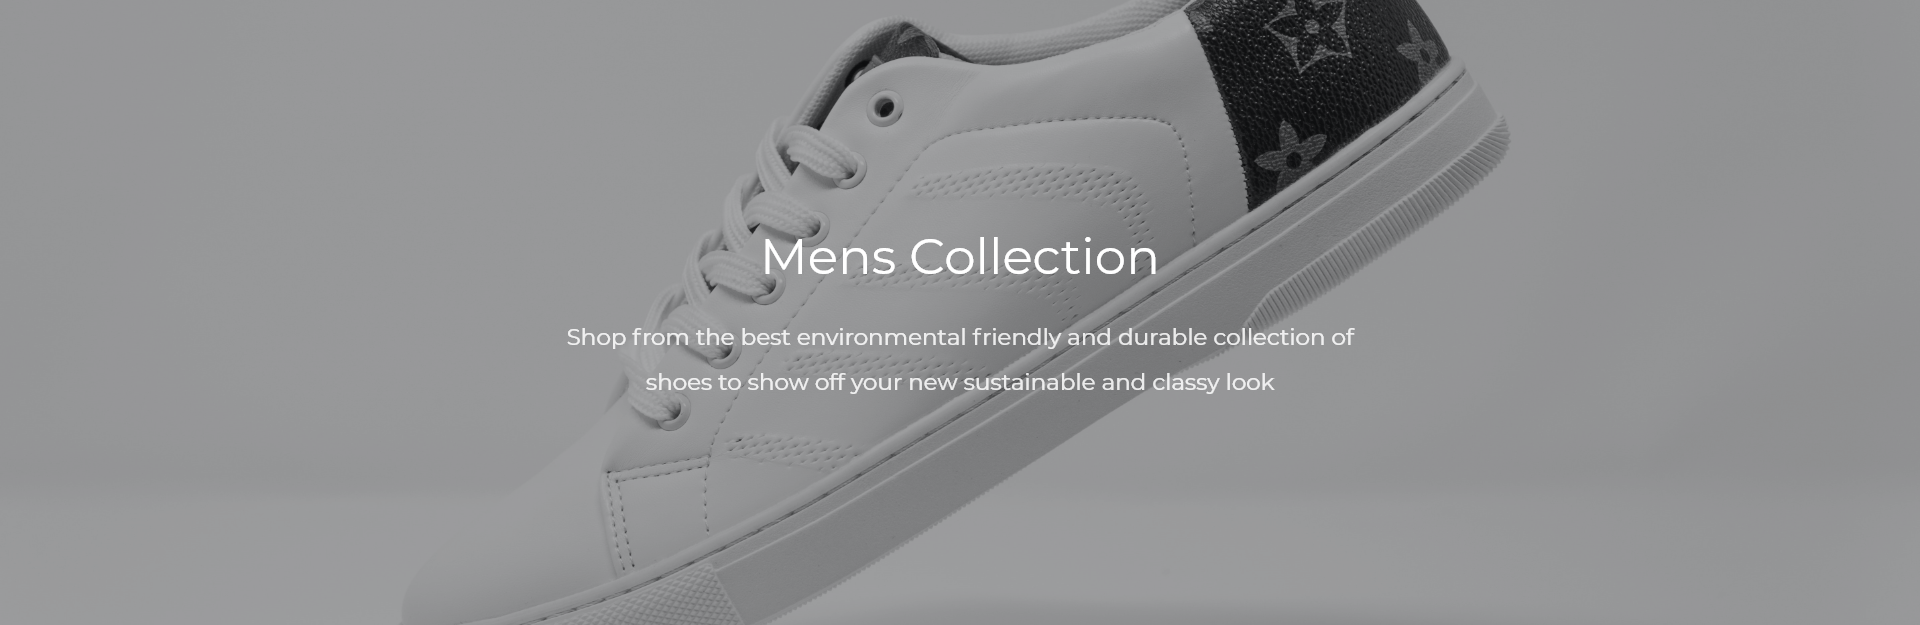 Mens Collection
Shop from the best environmental friendly and durable collection of
shoes to show off your new sustainable and classy look